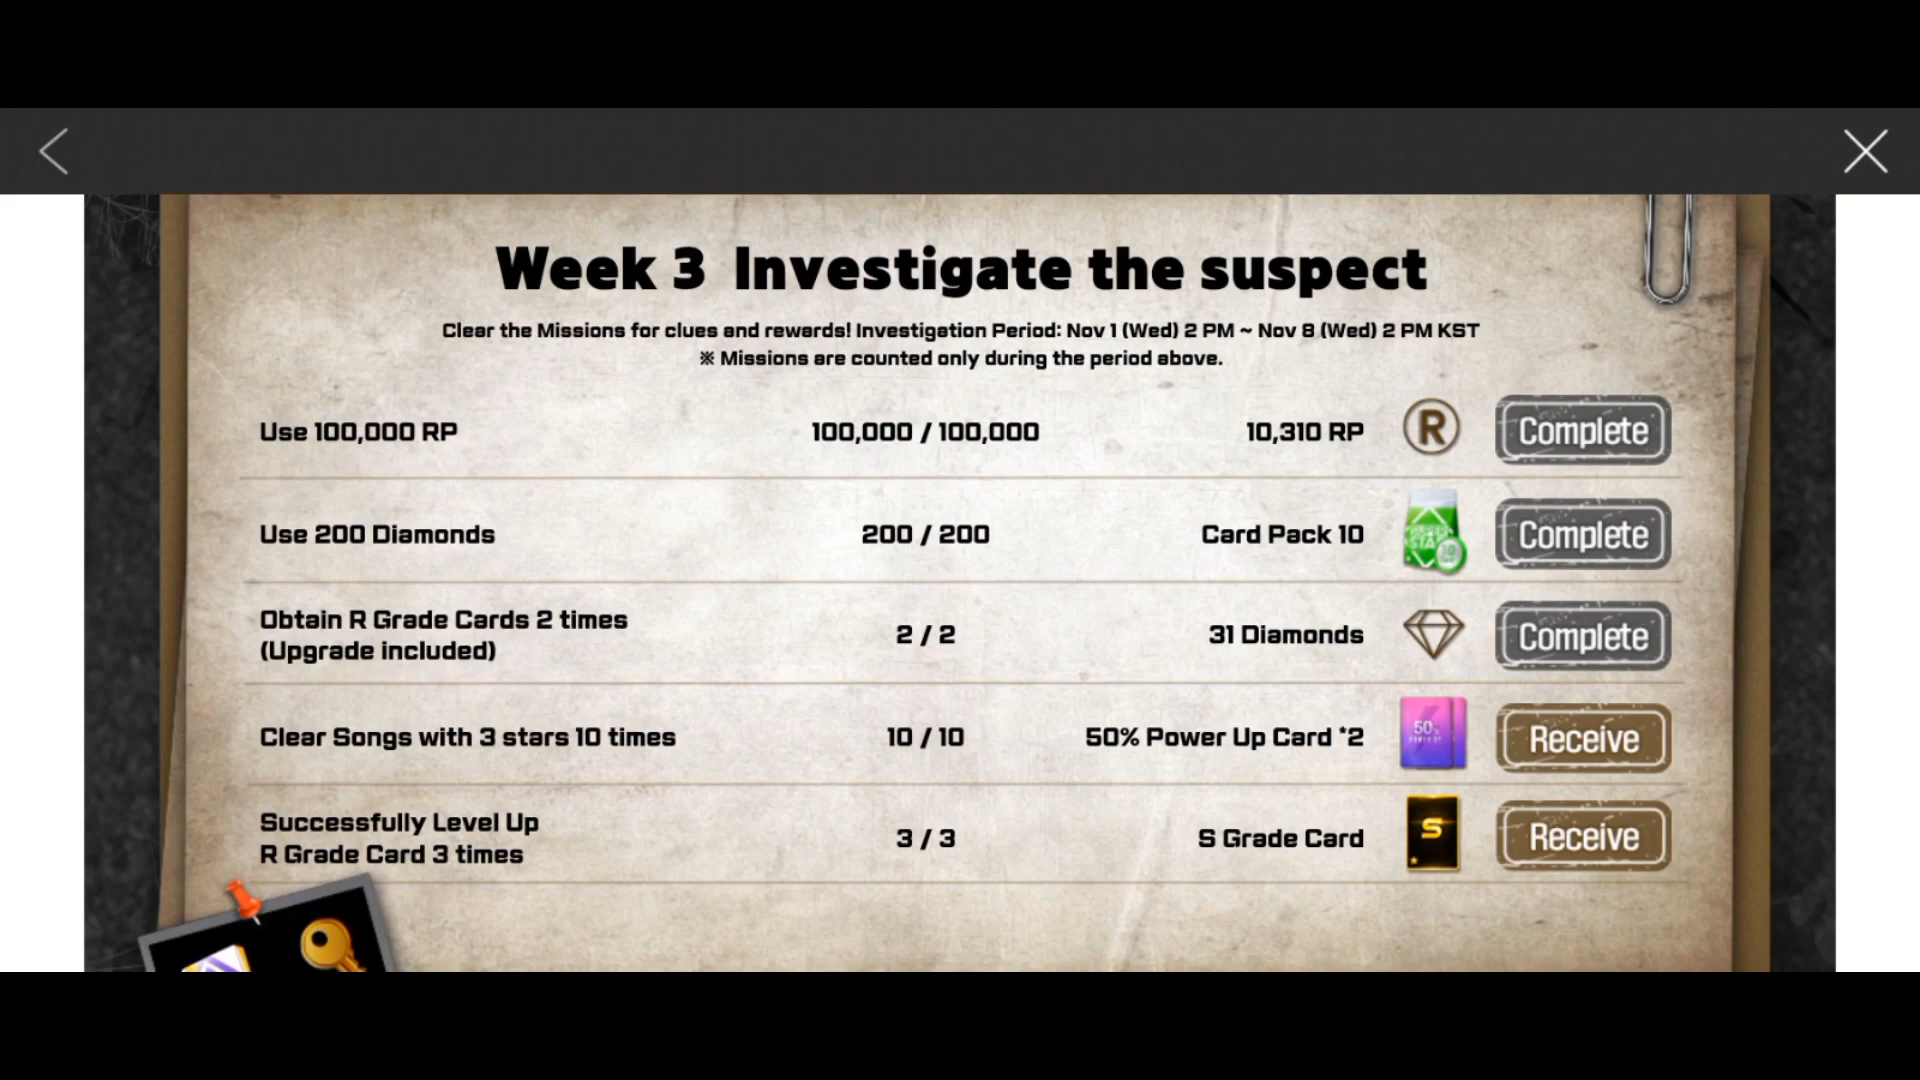 Week 3 Investigate the suspect
Clear the Missions for clues and rewards! Investigation Period: Nov 1 (Wed) 2 PM ~ Nov 8 (Wed) 2 PM KST
※ Missions are counted only during the period above.
Use 100,000 RP 100,000 / 100,000 10,310 RP R Complete
Use 200 Diamonds 200 / 200 Card Pack 10 Complete
Obtain R Grade Cards 2 times
(Upgrade included) 2 / 2 31 Diamonds Complete
Clear Songs with 3 stars 10 times 10 / 10 50% Power Up Card *2 50% Receive
Successfully Level Up
R Grade Card 3 times 3 / 3 S Grade Card S Receive